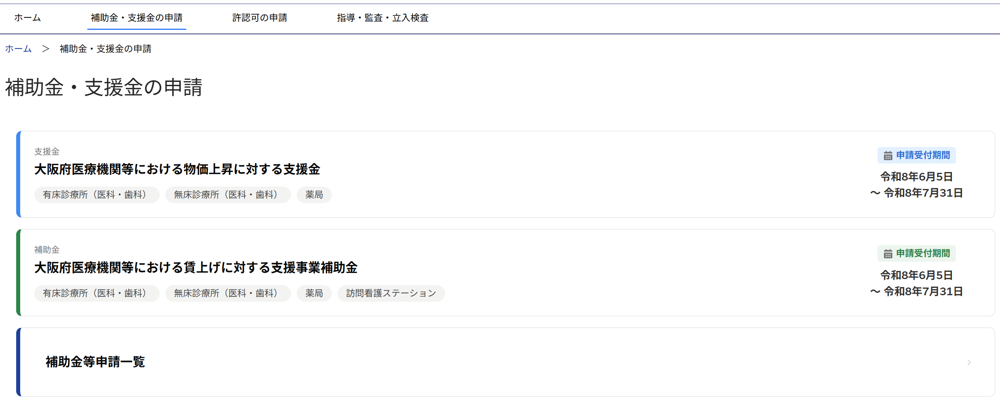 ホーム　補助金・支援金の申請　許認可の申請　指導・監査・立入検査
ホーム　＞　補助金・支援金の申請
補助金・支援金の申請
支援金
大阪府医療機関等における物価上昇に対する支援金
有床診療所（医科・歯科）　無床診療所（医科・歯科）　薬局
申請受付期間
令和8年6月5日
～ 令和8年7月31日
補助金
大阪府医療機関等における賃上げに対する支援事業補助金
有床診療所（医科・歯科）　無床診療所（医科・歯科）　薬局　訪問看護ステーション
申請受付期間
令和8年6月5日
～ 令和8年7月31日
補助金等申請一覧